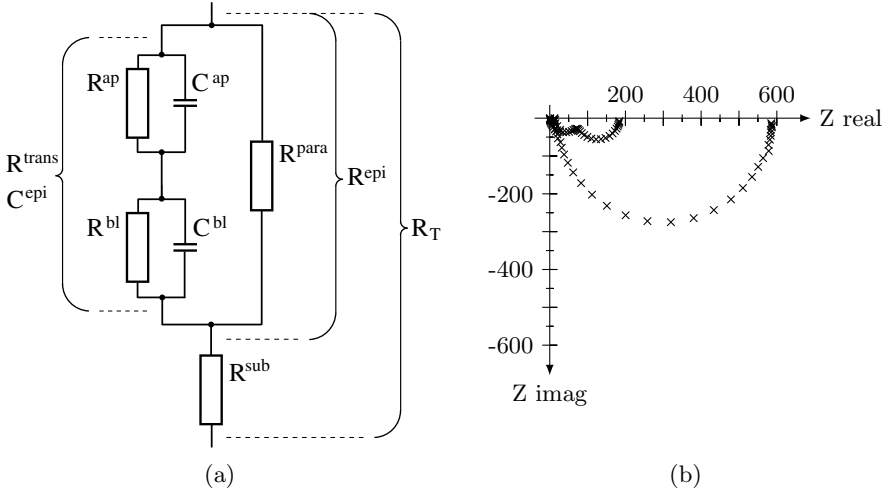 R^ap
C^ap
R^trans
C^epi
R^para
R^epi
R_T
R^bl
C^bl
R^sub
(a)
200 400 600
Z real
-200
-400
-600
Z imag
(b)